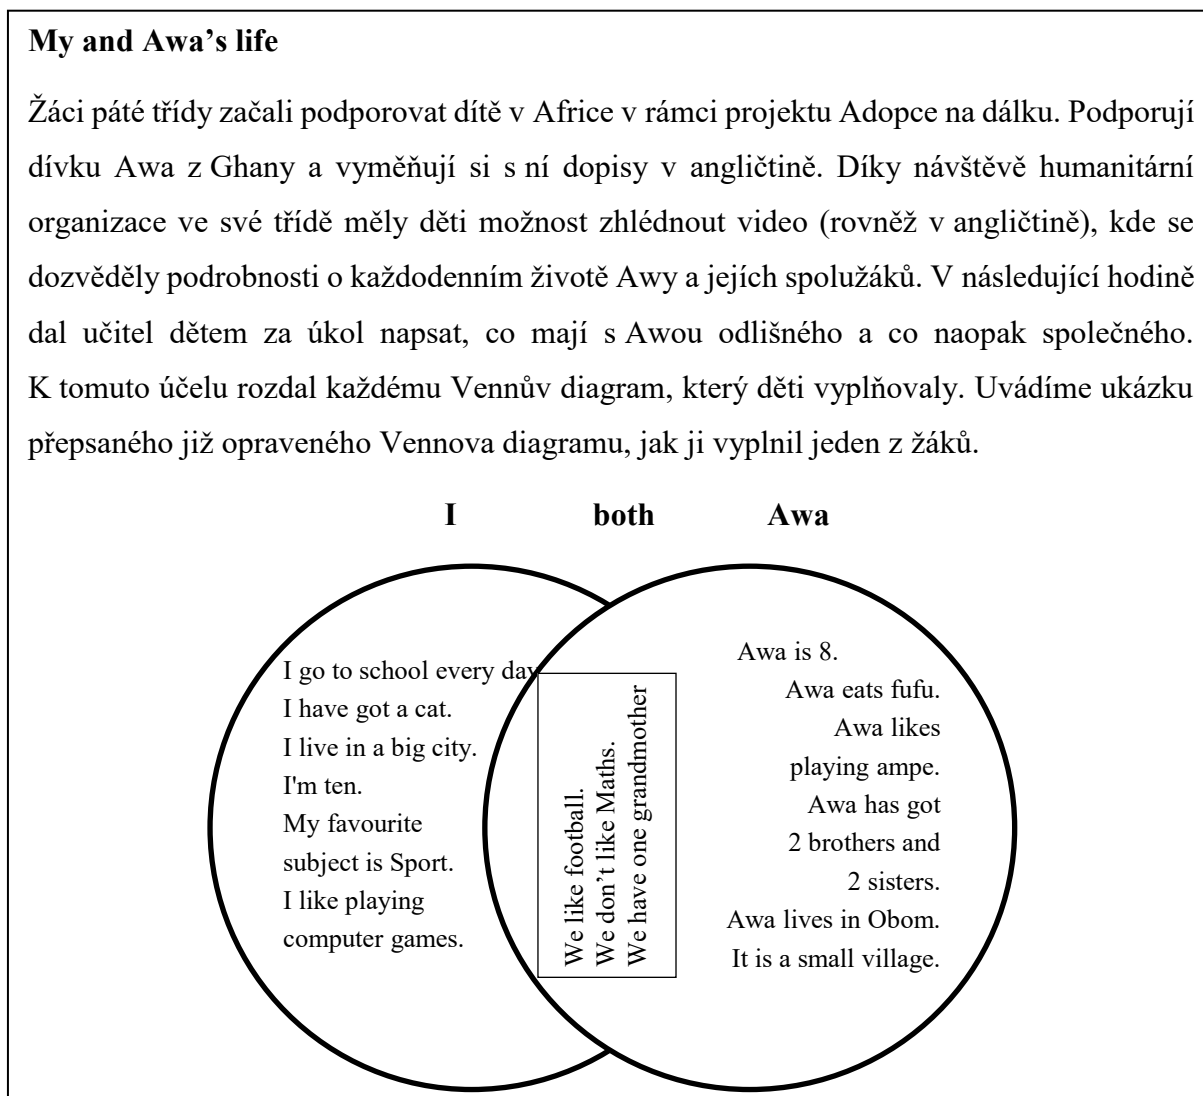 My and Awa’s life
Žáci páté třídy začali podporovat dítě v Africe v rámci projektu Adopce na dálku. Podporují
dívku Awa z Ghany a vyměňují si s ní dopisy v angličtině. Díky návštěvě humanitární
organizace ve své třídě měly děti možnost zhlédnout video (rovněž v angličtině), kde se
dozvěděly podrobnosti o každodenním životě Awy a jejích spolužáků. V následující hodině
dal učitel dětem za úkol napsat, co mají s Awou odlišného a co naopak společného.
K tomuto účelu rozdal každému Vennův diagram, který děti vyplňovaly. Uvádíme ukázku
přepsaného již opraveného Vennova diagramu, jak ji vyplnil jeden z žáků.
I both Awa
I go to school every day
I have got a cat.
I live in a big city.
I'm ten.
My favourite
subject is Sport.
I like playing
computer games.
We like football.
We don’t like Maths.
We have one grandmother
Awa is 8.
Awa eats fufu.
Awa likes
playing ampe.
Awa has got
2 brothers and
2 sisters.
Awa lives in Obom.
It is a small village.